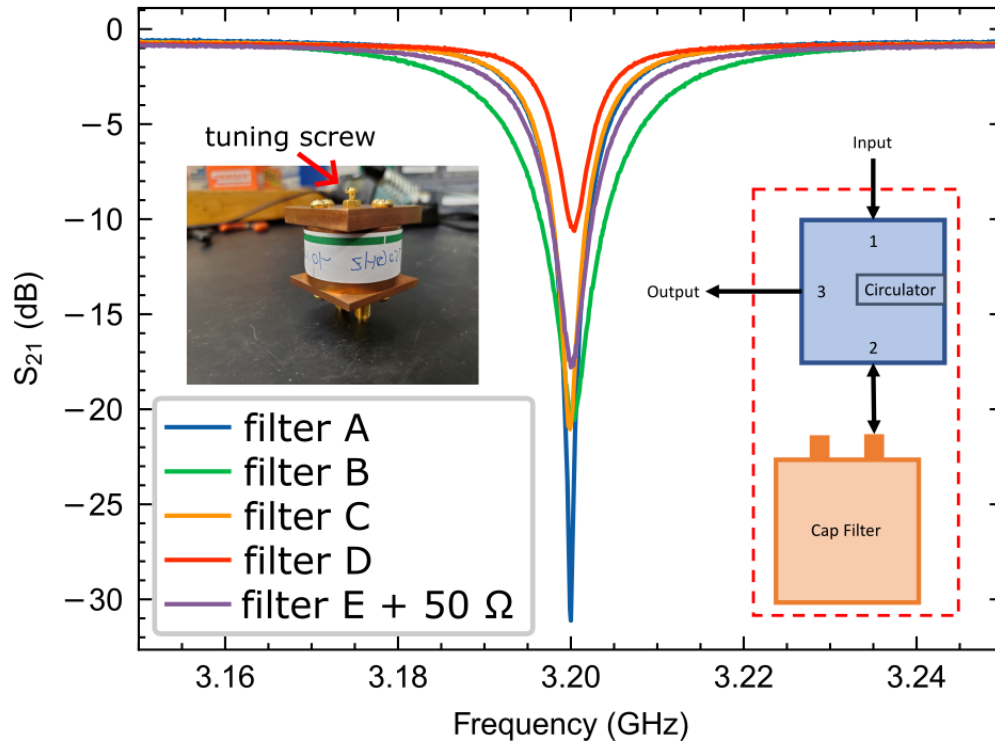 0
−5
−10
−15
−20
−25
−30
S21 (dB)
3.16
3.18
3.20
3.22
3.24
Frequency (GHz)
tuning screw
filter A
filter B
filter C
filter D
filter E + 50 Ω
Input
1
Circulator
Output
3
2
Cap Filter